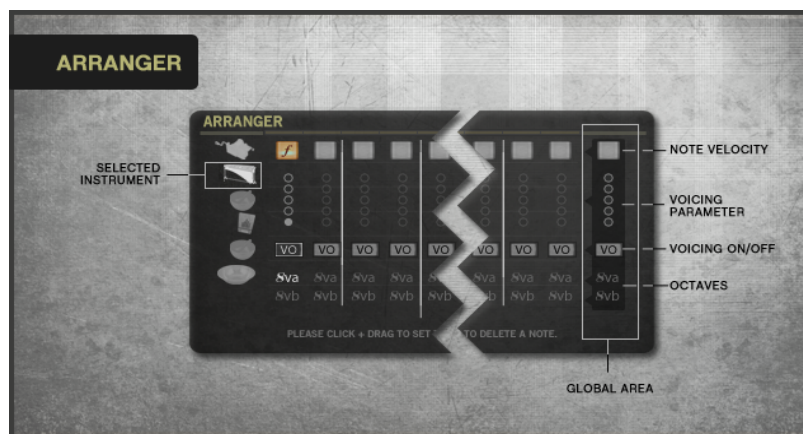 ARRANGER
ARRANGER
f
NOTE VELOCITY
SELECTED
INSTRUMENT
VOICING
PARAMETER
VO VO VO VO VO VO VO VO VO
VOICING ON/OFF
8va 8va 8va 8va 8va 8va 8va 8va
OCTAVES
8vb 8vb 8vb 8vb 8vb 8vb 8vb 8vb
PLEASE CLICK + DRAG TO SET
TO DELETE A NOTE.
GLOBAL AREA